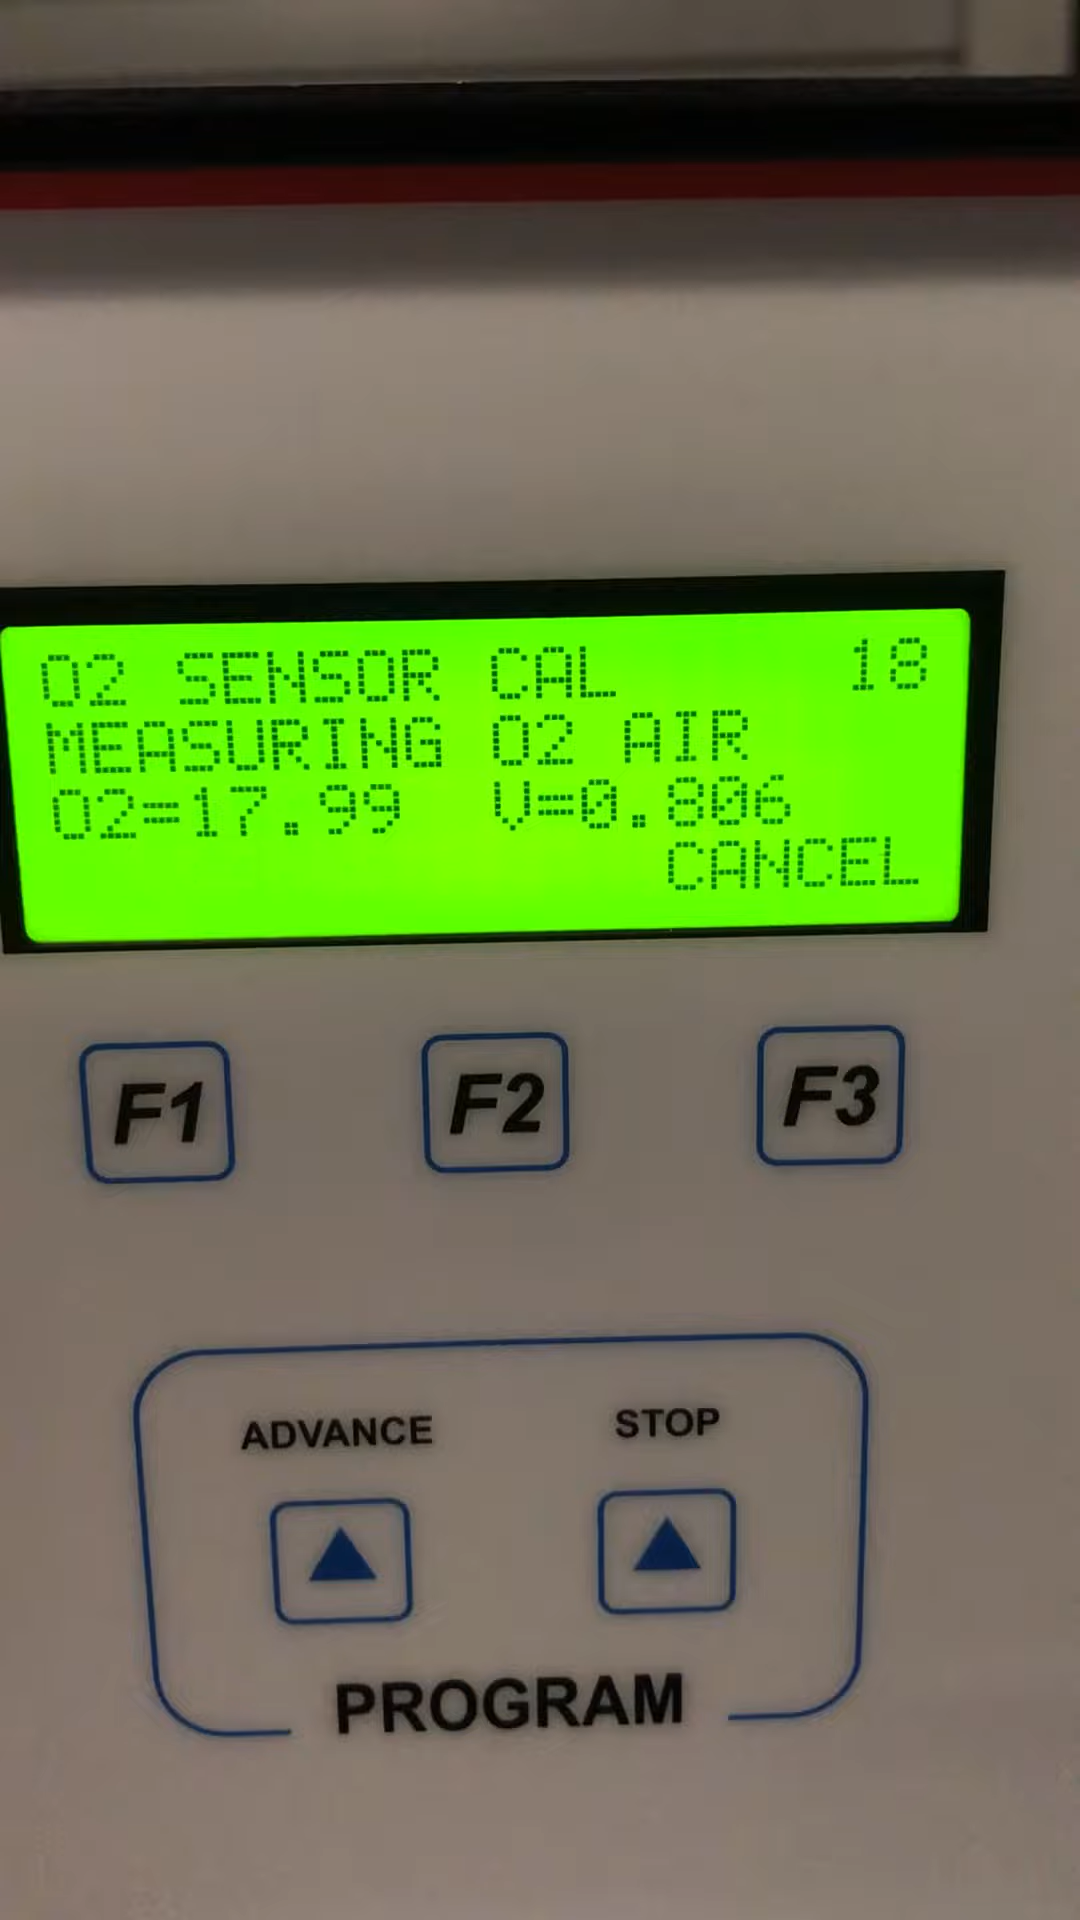 O2 SENSOR CAL 18
MEASURING O2 AIR
O2=17.99 V=0.806
CANCEL
F1 F2 F3
ADVANCE STOP
PROGRAM